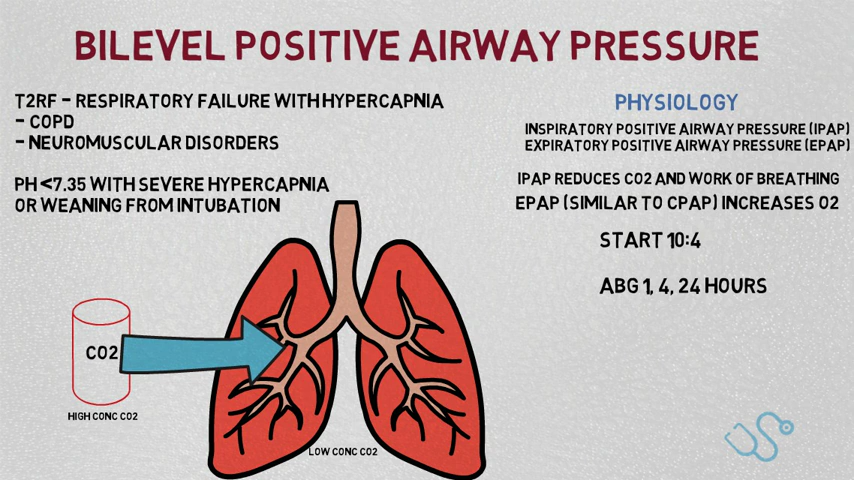 BILEVEL POSITIVE AIRWAY PRESSURE
T2RF - RESPIRATORY FAILURE WITH HYPERCAPNIA
- COPD
- NEUROMUSCULAR DISORDERS
PH <7.35 WITH SEVERE HYPERCAPNIA
OR WEANING FROM INTUBATION
PHYSIOLOGY
INSPIRATORY POSITIVE AIRWAY PRESSURE (IPAP)
EXPIRATORY POSITIVE AIRWAY PRESSURE (EPAP)
IPAP REDUCES CO2 AND WORK OF BREATHING
EPAP (SIMILAR TO CPAP) INCREASES O2
START 10:4
ABG 1, 4, 24 HOURS
CO2
HIGH CONC CO2
LOW CONC CO2